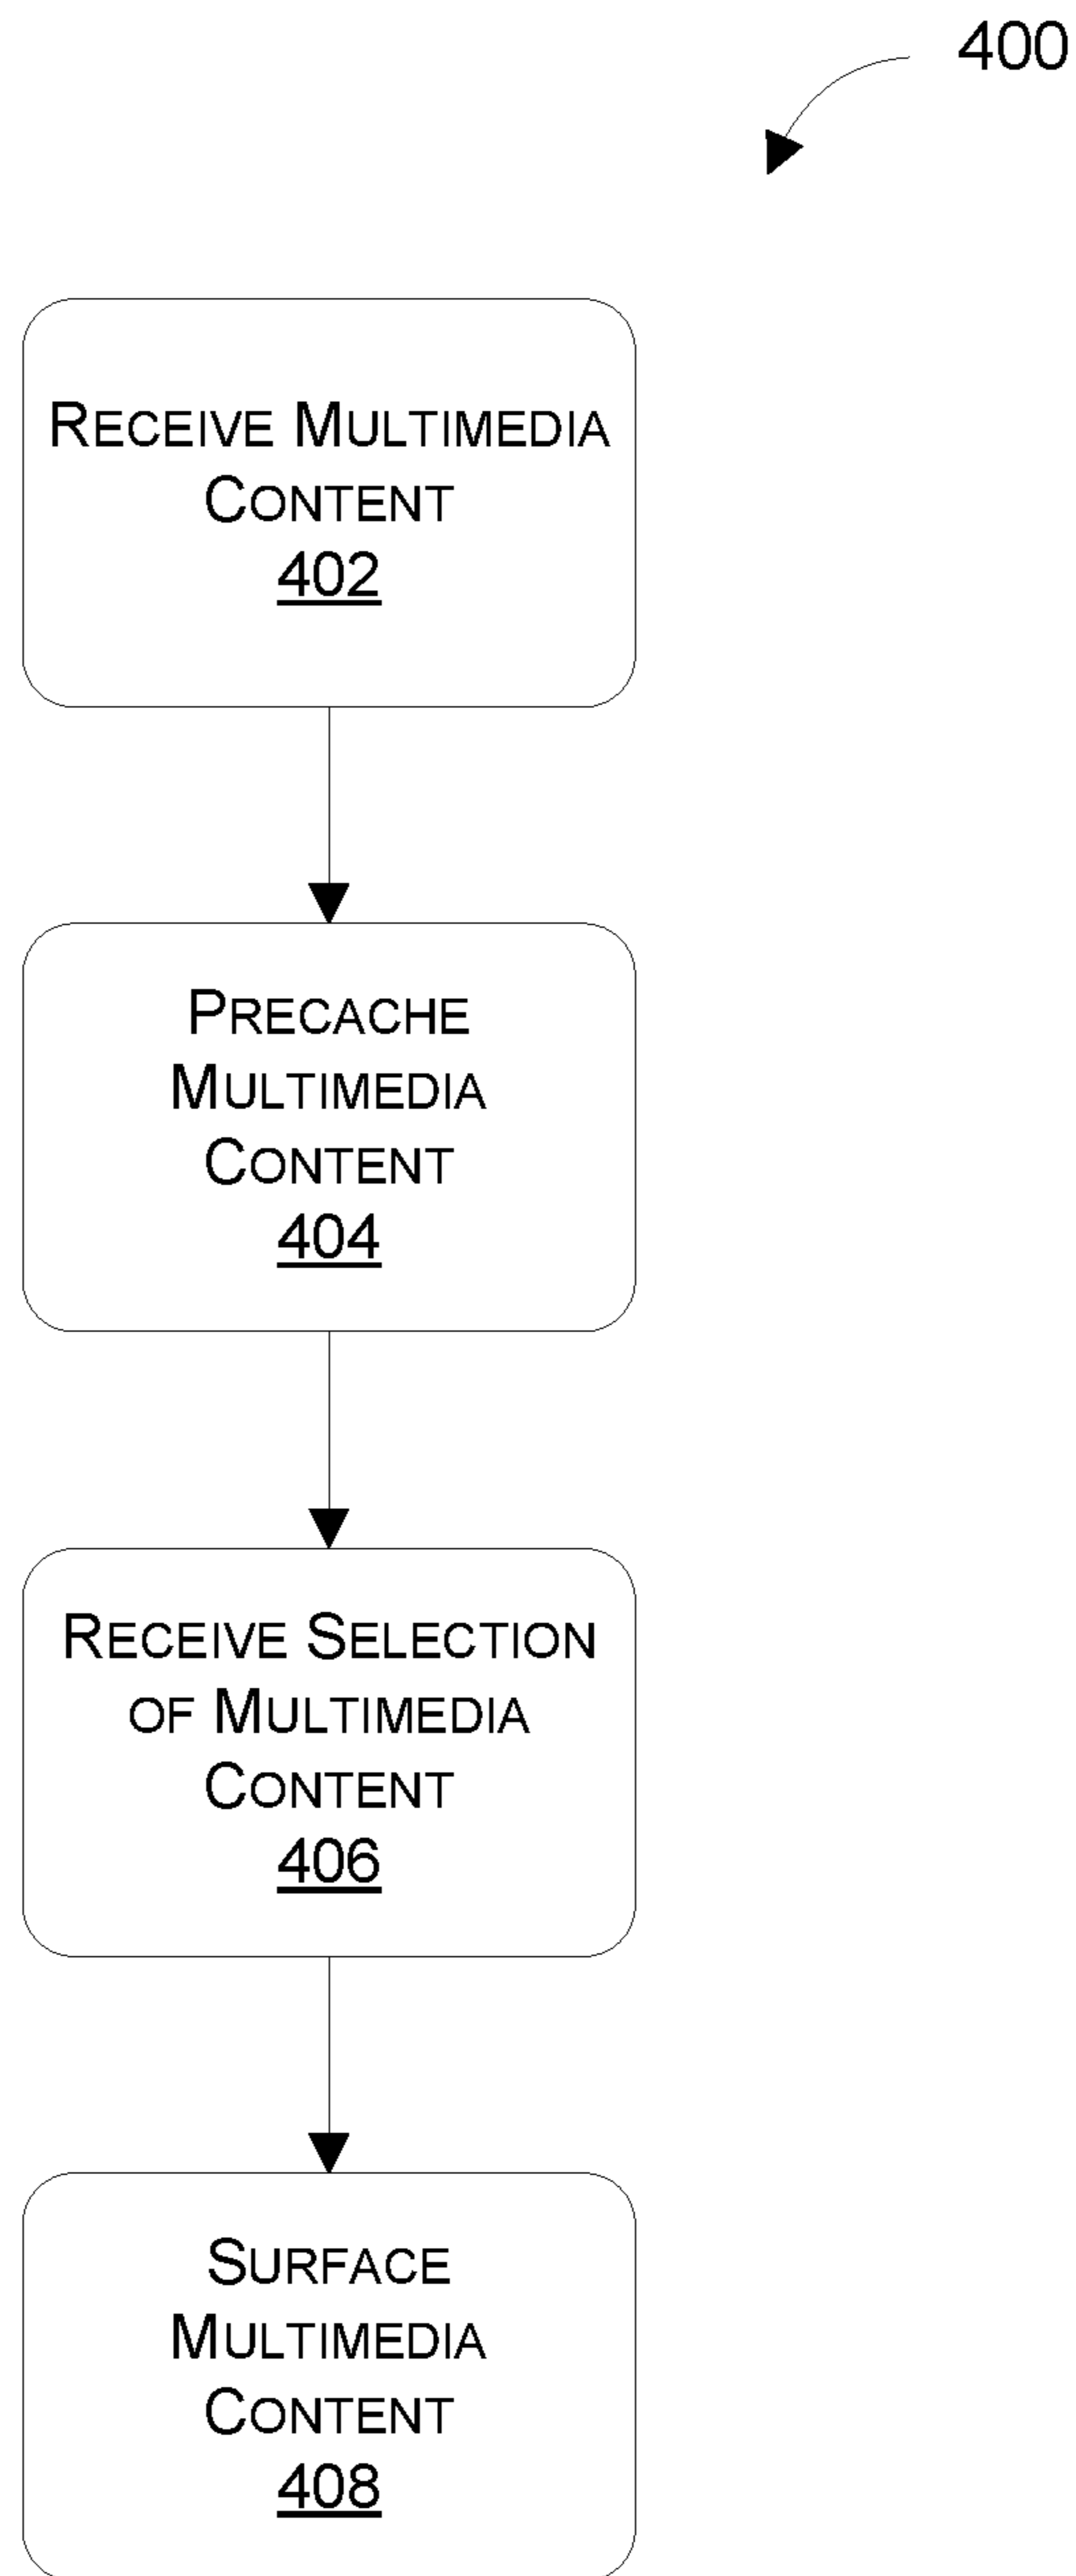 400
RECEIVE MULTIMEDIA
CONTENT
402
PRECACHE
MULTIMEDIA
CONTENT
404
RECEIVE SELECTION
OF MULTIMEDIA
CONTENT
406
SURFACE
MULTIMEDIA
CONTENT
408